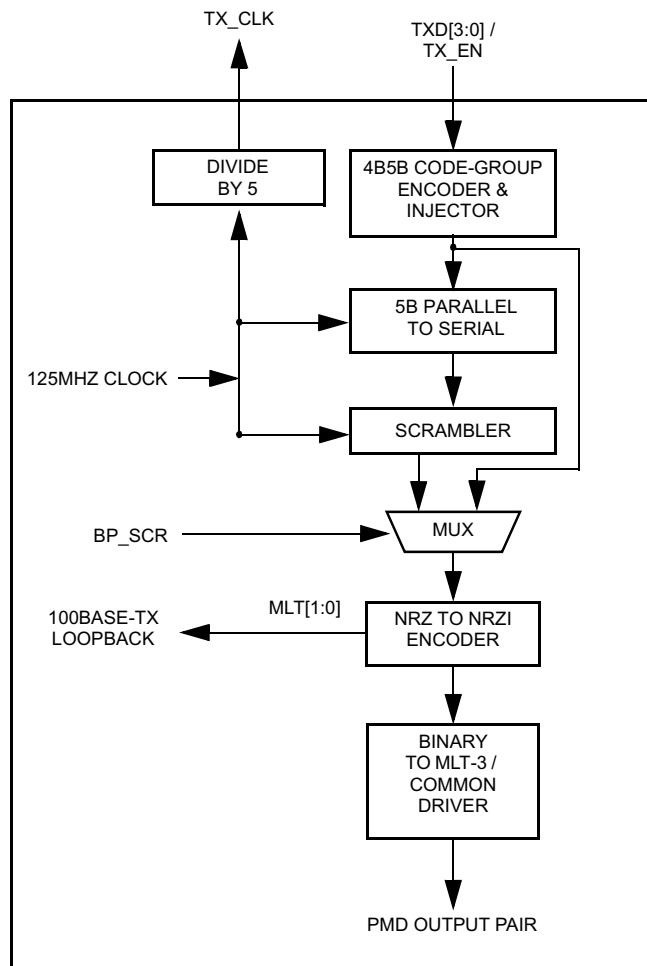 TX_CLK
TXD[3:0] /
TX_EN
DIVIDE
BY 5
4B5B CODE-GROUP
ENCODER &
INJECTOR
5B PARALLEL
TO SERIAL
125MHZ CLOCK
SCRAMBLER
BP_SCR
MUX
100BASE-TX
LOOPBACK
MLT[1:0]
NRZ TO NRZI
ENCODER
BINARY
TO MLT-3 /
COMMON
DRIVER
PMD OUTPUT PAIR